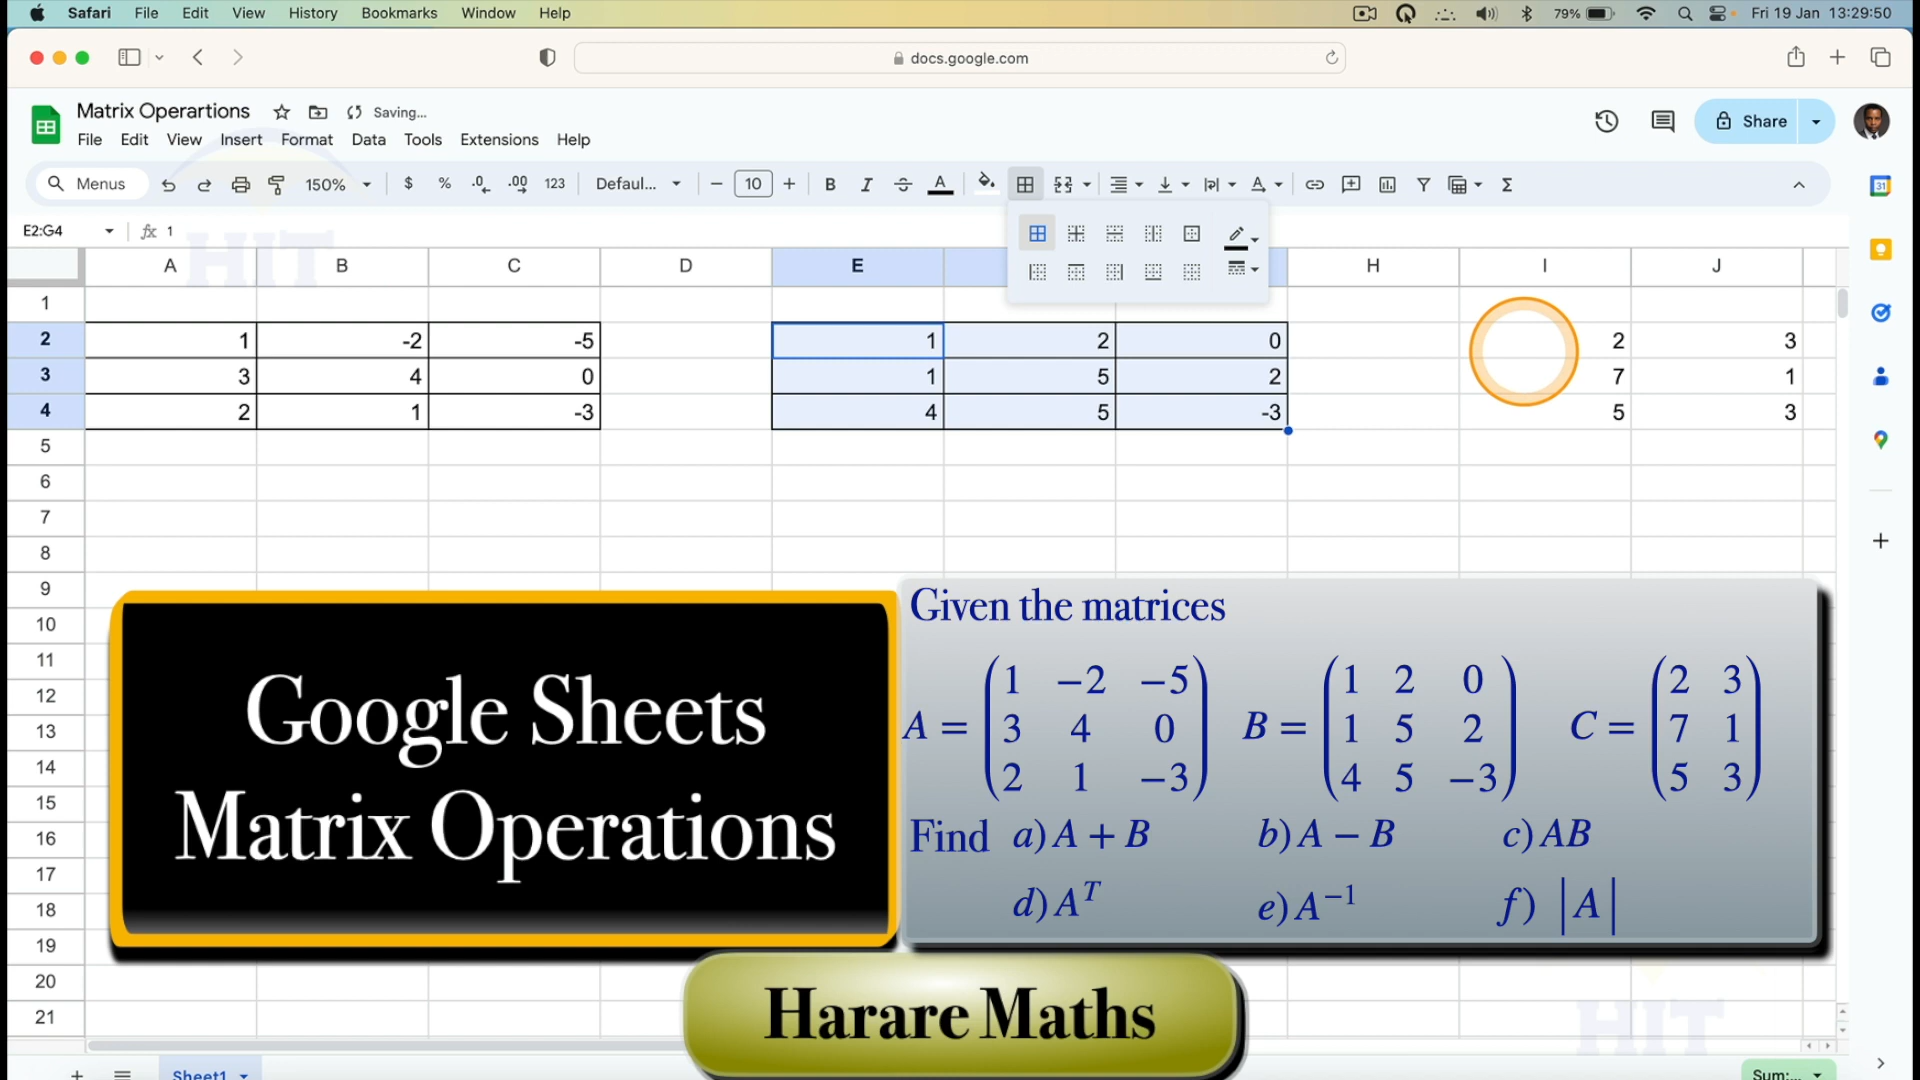 Safari File Edit View History Bookmarks Window Help 79% Fri 19 Jan 13:29:50
docs.google.com
Matrix Operartions Saving...
File Edit View Insert Format Data Tools Extensions Help
Share
Menus 150% $ % .0 .00 123 Defaul... − 10 + B I S A Σ
E2:G4 fx 1
HIT
A B C D E H I J
1
2 1 -2 -5 1 2 0 2 3
3 3 4 0 1 5 2 7 1
4 2 1 -3 4 5 -3 5 3
5
6
7
8
9
10
11
12
13
14
15
16
17
18
19
20
21
Google Sheets
Matrix Operations
Given the matrices
A = (1 −2 −5
3 4 0
2 1 −3)
B = (1 2 0
1 5 2
4 5 −3)
C = (2 3
7 1
5 3)
Find a) A + B b) A − B c) AB
d) Aᵀ e) A⁻¹ f) |A|
Harare Maths
HIT
Sheet1 Sum:...